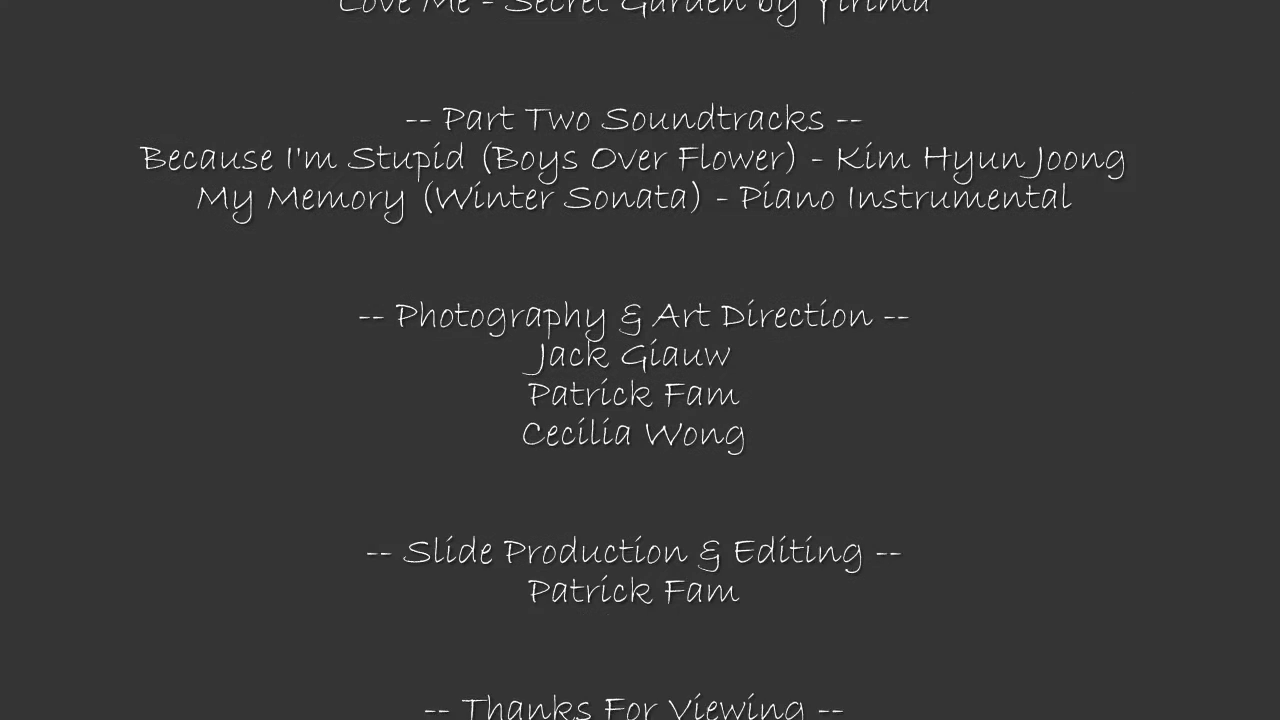 Love Me - Secret Garden by Yiruma
-- Part Two Soundtracks --
Because I'm Stupid (Boys Over Flower) - Kim Hyun Joong
My Memory (Winter Sonata) - Piano Instrumental
-- Photography & Art Direction --
Jack Giauw
Patrick Fam
Cecilia Wong
-- Slide Production & Editing --
Patrick Fam
-- Thanks For Viewing --